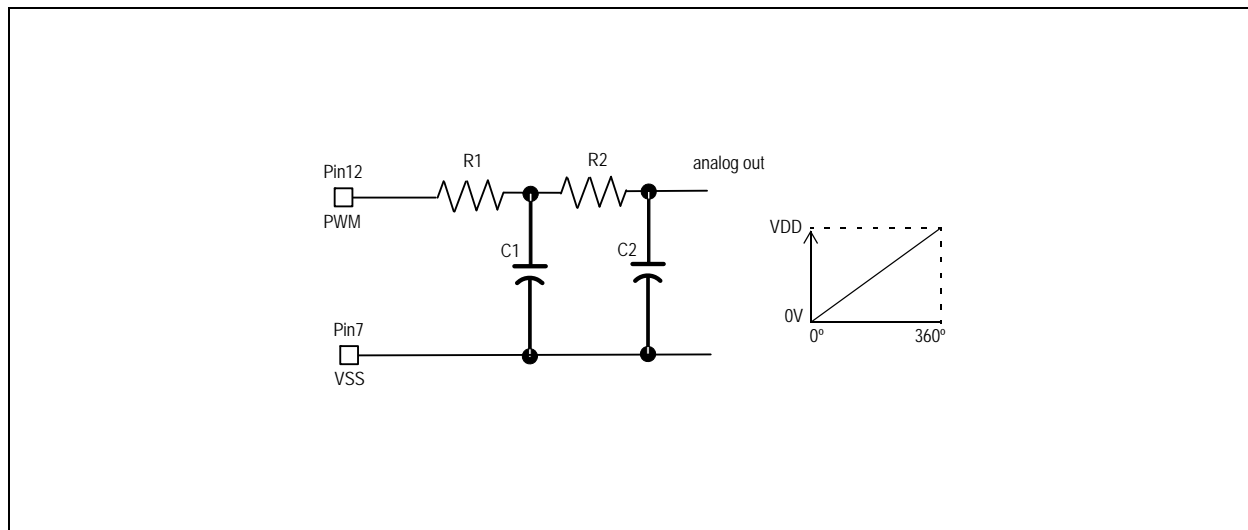 R1
R2
analog out
Pin12
PWM
C1
C2
VDD
0V
0º
360º
Pin7
VSS